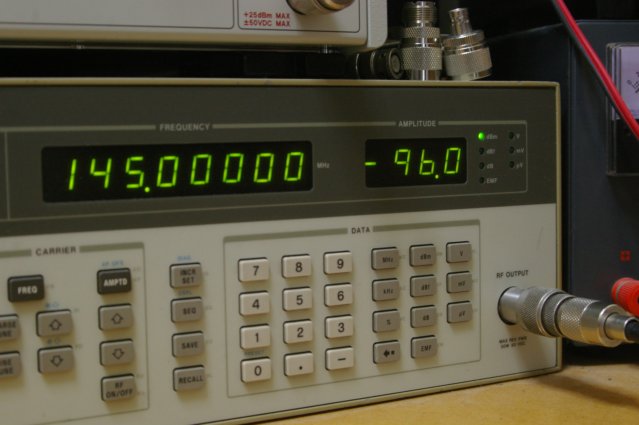 +25dBm MAX
±50VDC MAX
FREQUENCY
AMPLITUDE
145.00000 MHz
-96.0
dBm
V
dBf
mV
dB
μV
EMF
CARRIER
DATA
FREQ
AMPTD
INCR
SET
SEQ
SAVE
RECALL
RF
ON/OFF
7 8 9 MHz dBm V
4 5 6 kHz dBf mV
1 2 3 % dB μV
0 . − EMF
RF OUTPUT